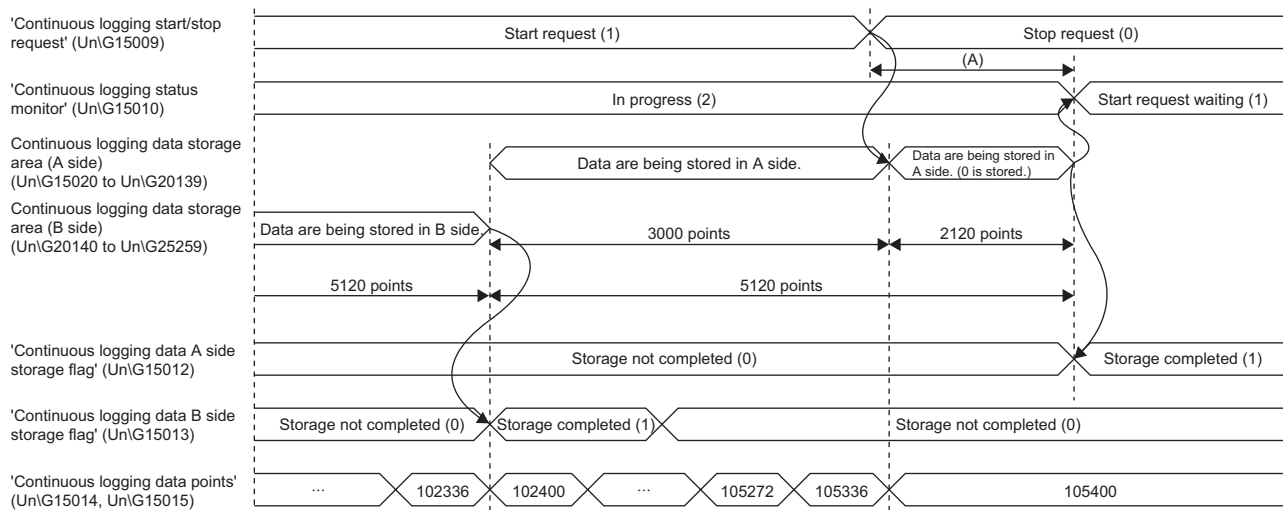 'Continuous logging start/stop
request' (Un\G15009)
Start request (1)
Stop request (0)
(A)
'Continuous logging status
monitor' (Un\G15010)
In progress (2)
Start request waiting (1)
Continuous logging data storage
area (A side)
(Un\G15020 to Un\G20139)
Data are being stored in A side.
Data are being stored in
A side. (0 is stored.)
Continuous logging data storage
area (B side)
(Un\G20140 to Un\G25259)
Data are being stored in B side.
3000 points
2120 points
5120 points
5120 points
'Continuous logging data A side
storage flag' (Un\G15012)
Storage not completed (0)
Storage completed (1)
'Continuous logging data B side
storage flag' (Un\G15013)
Storage not completed (0)
Storage completed (1)
Storage not completed (0)
'Continuous logging data points'
(Un\G15014, Un\G15015)
...
102336
102400
...
105272
105336
105400